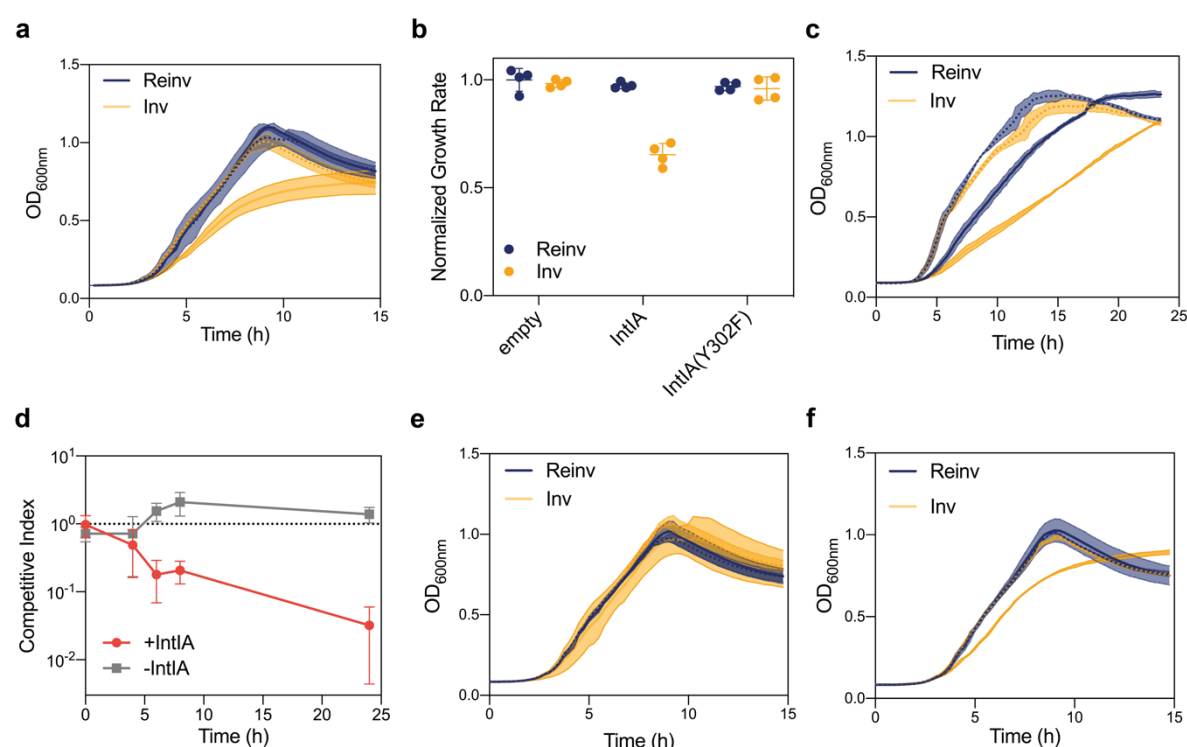 a
Reinv
Inv
OD600nm
1.5
1.0
0.5
0.0
0 5 10 15
Time (h)
b
Normalized Growth Rate
1.0
0.5
0.0
Reinv
Inv
empty
IntIA
IntIA(Y302F)
c
Reinv
Inv
OD600nm
1.5
1.0
0.5
0.0
0 5 10 15 20 25
Time (h)
d
Competitive Index
10^1
10^0
10^-1
10^-2
+IntIA
-IntIA
0 5 10 15 20 25
Time (h)
e
Reinv
Inv
OD600nm
1.5
1.0
0.5
0.0
0 5 10 15
Time (h)
f
Reinv
Inv
OD600nm
1.5
1.0
0.5
0.0
0 5 10 15
Time (h)